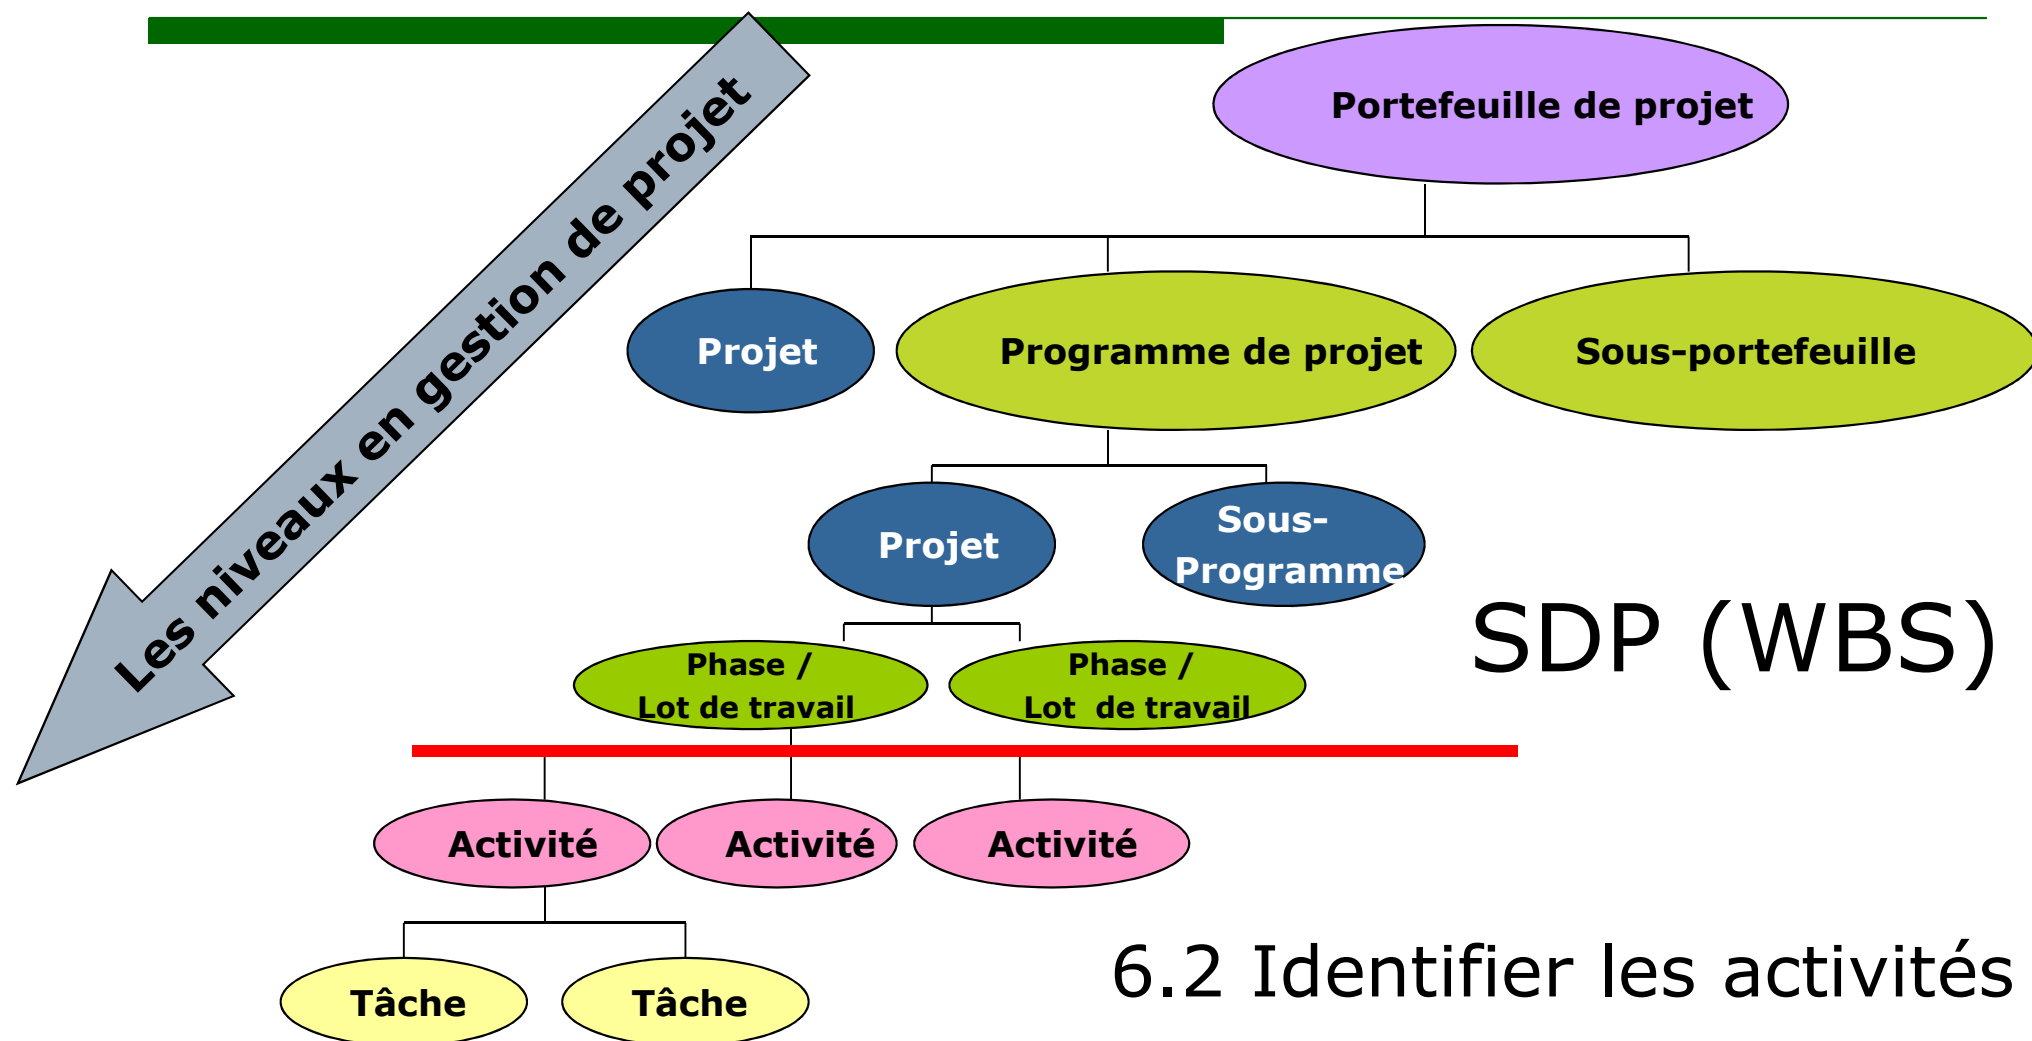 Les niveaux en gestion de projet
Portefeuille de projet
Projet
Programme de projet
Sous-portefeuille
Projet
Sous-
Programme
SDP (WBS)
Phase /
Lot de travail
Phase /
Lot de travail
Activité
Activité
Activité
6.2 Identifier les activités
Tâche
Tâche